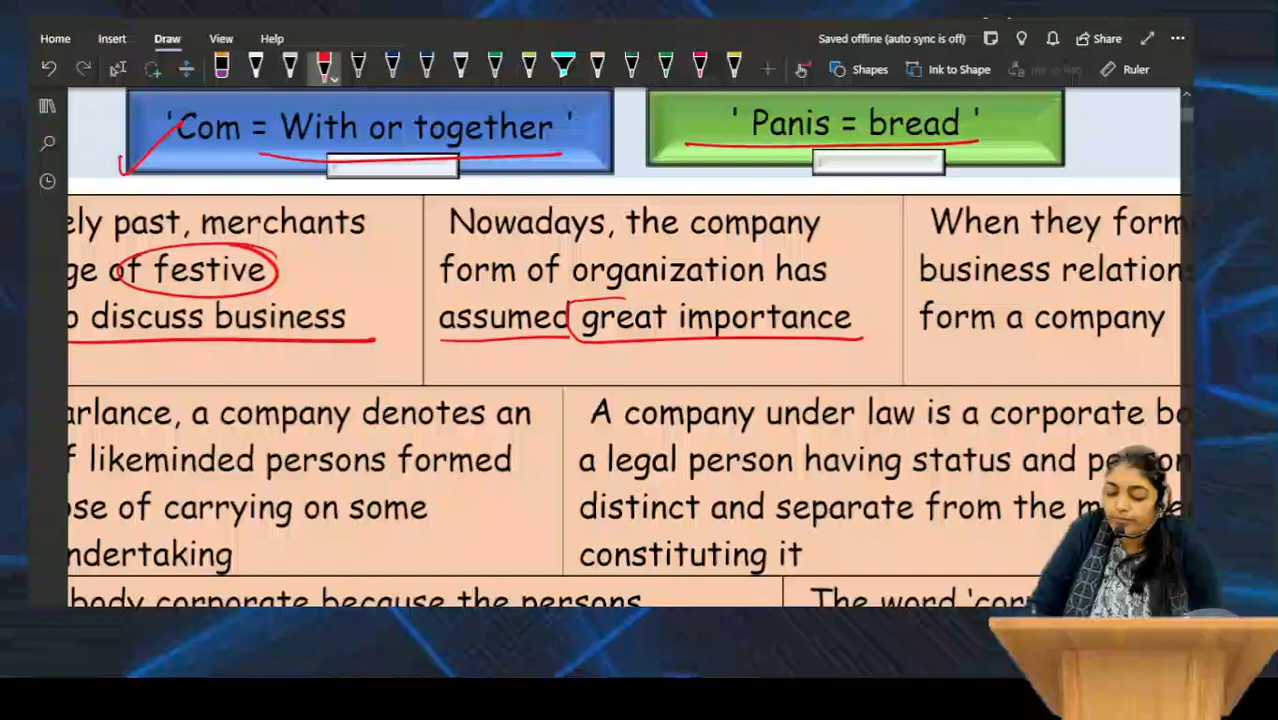 Home Insert Draw View Help
Saved offline (auto sync is off) Share
Shapes Ink to Shape Ruler
'Com = With or together '
' Panis = bread '
ely past, merchants
ge of festive
o discuss business
Nowadays, the company
form of organization has
assumed great importance
When they form
business relations
form a company
arlance, a company denotes an
f likeminded persons formed
ose of carrying on some
ndertaking
A company under law is a corporate bo
a legal person having status and
distinct and separate from the
constituting it
body corporate because the persons
The word 'cor